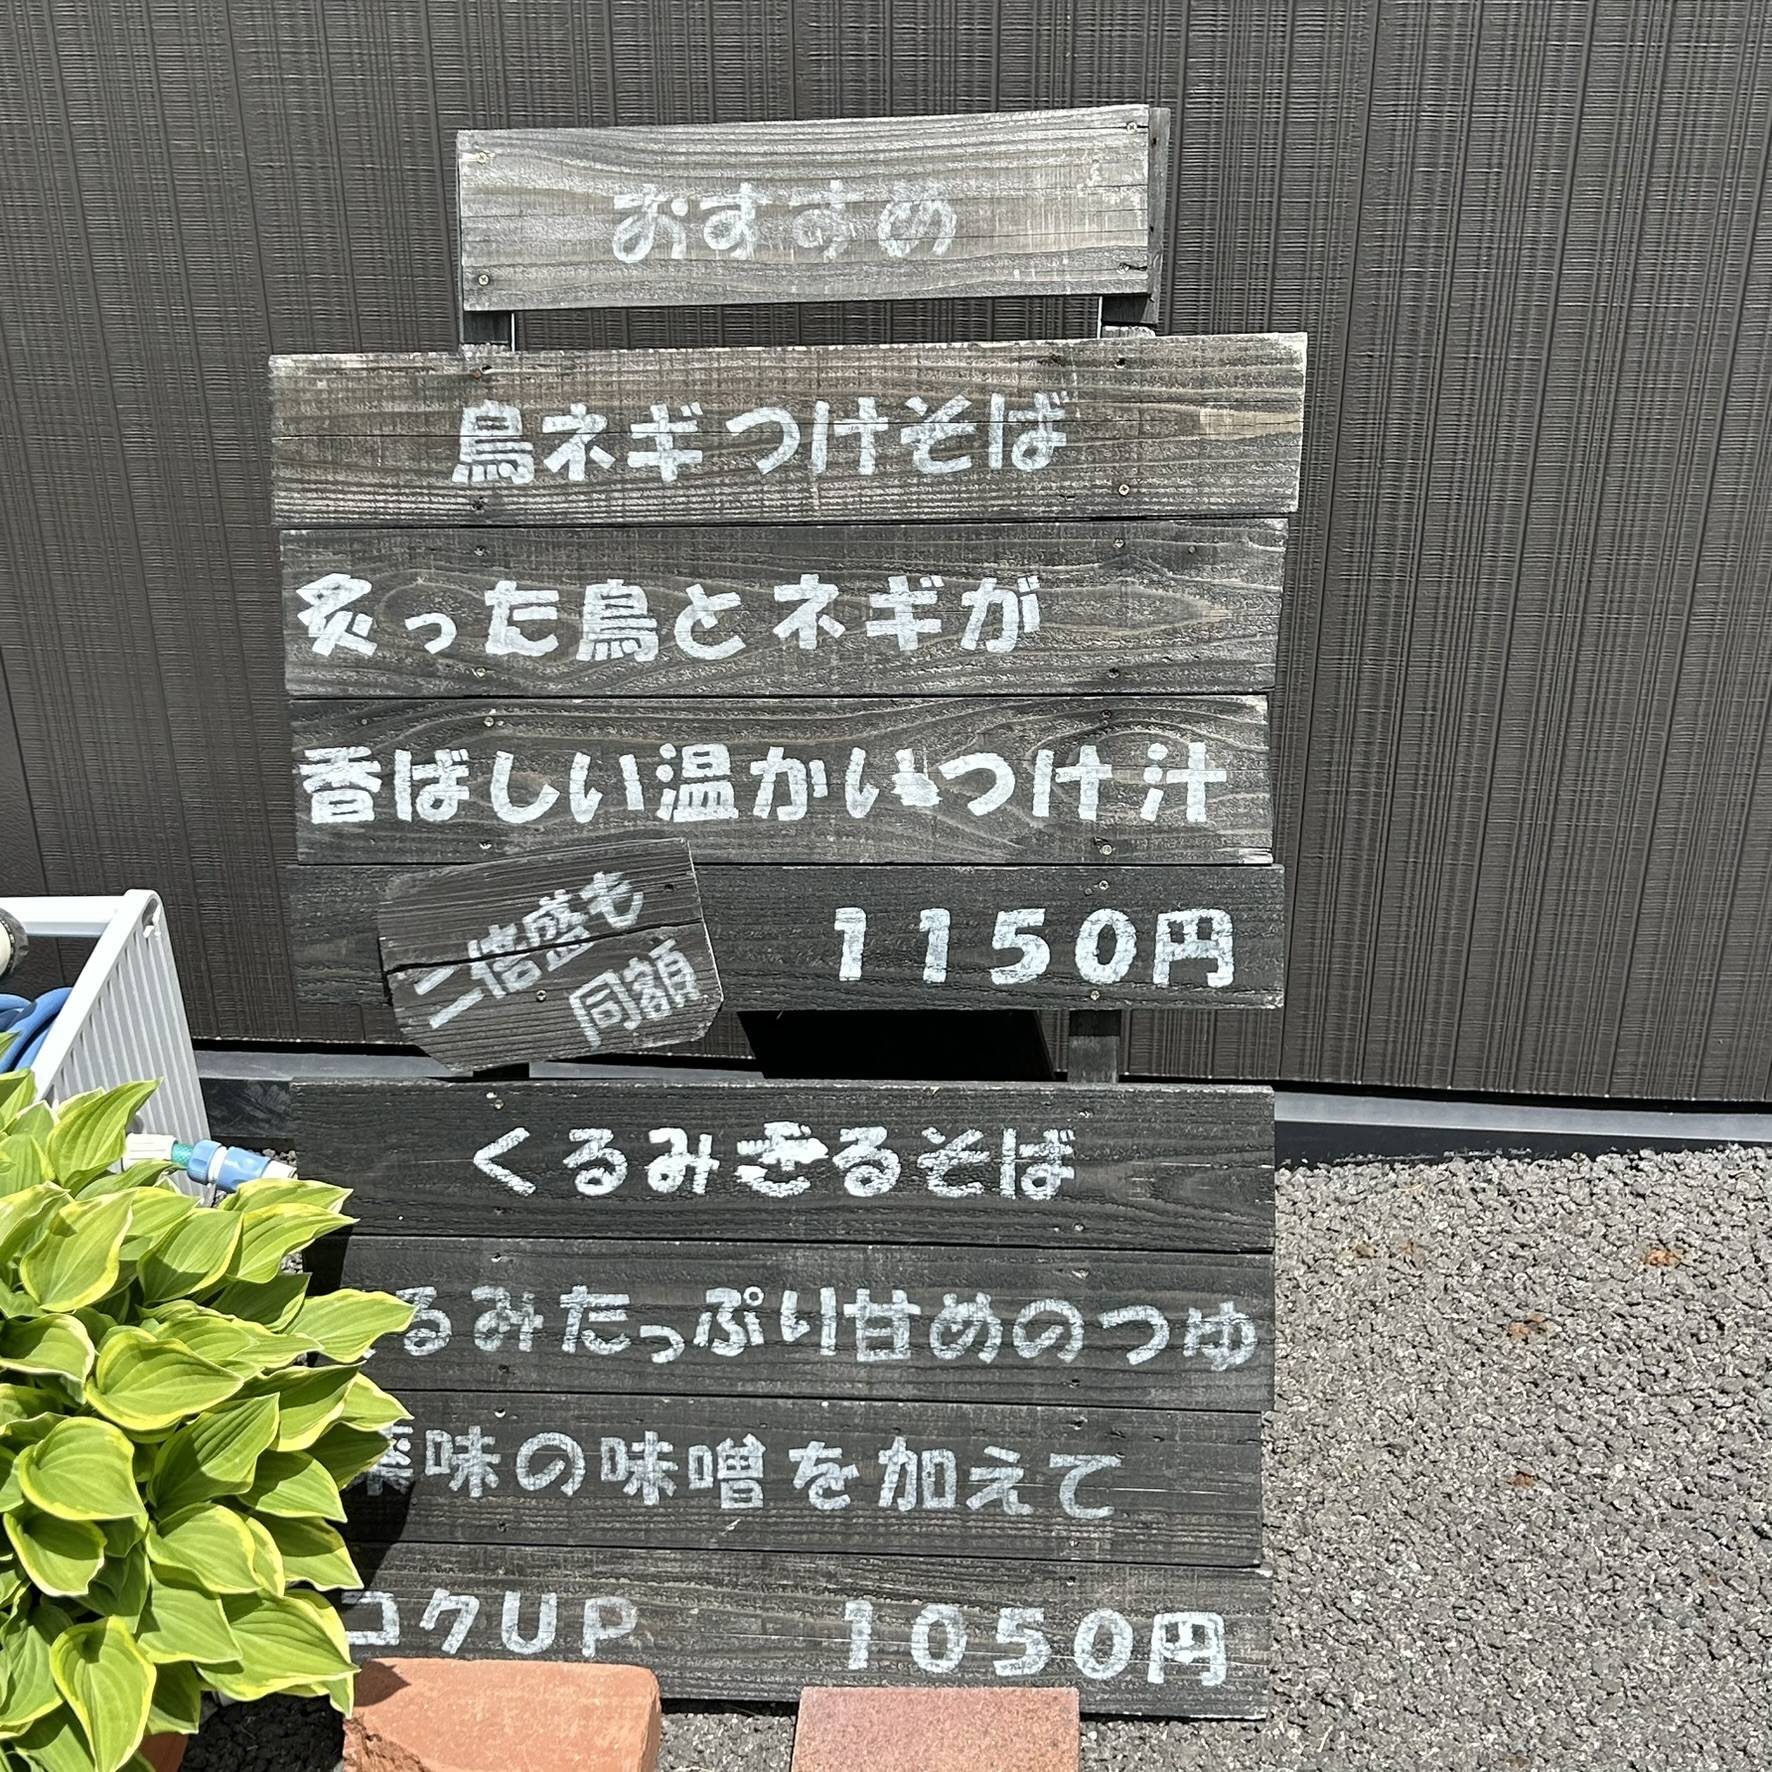 おすすめ
鳥ネギつけそば
炙った鳥とネギが
香ばしい温かいつけ汁
二倍盛も
同額
1150円
くるみざるそば
るみたっぷり甘めのつゆ
薬味の味噌を加えて
コクUP 1050円